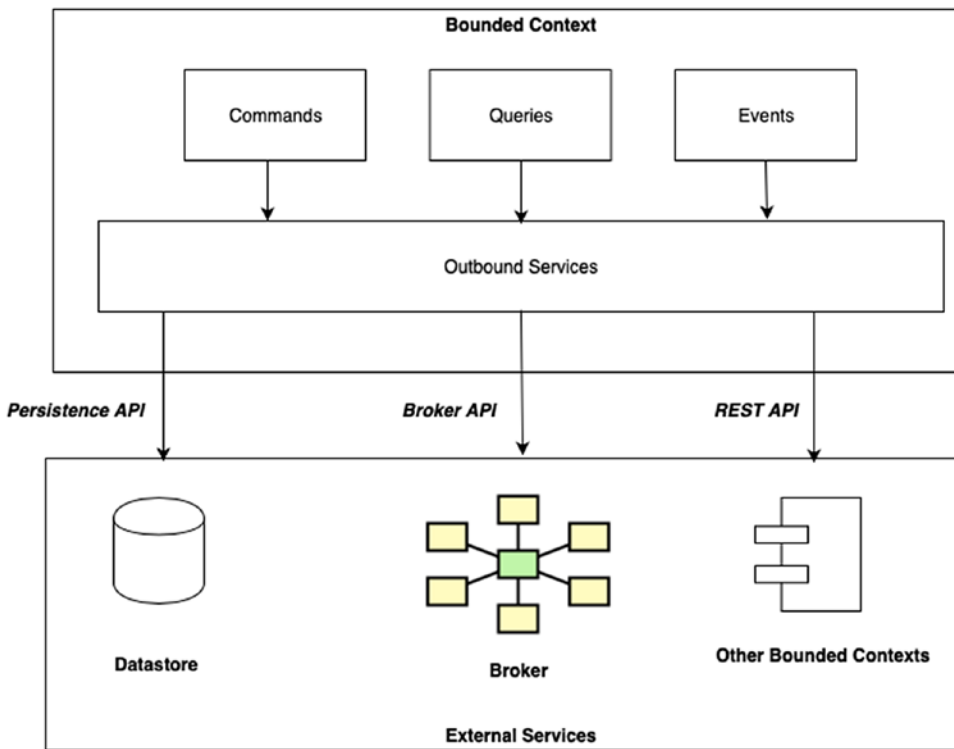 Bounded Context
Commands
Queries
Events
Outbound Services
Persistence API
Broker API
REST API
Datastore
Broker
Other Bounded Contexts
External Services